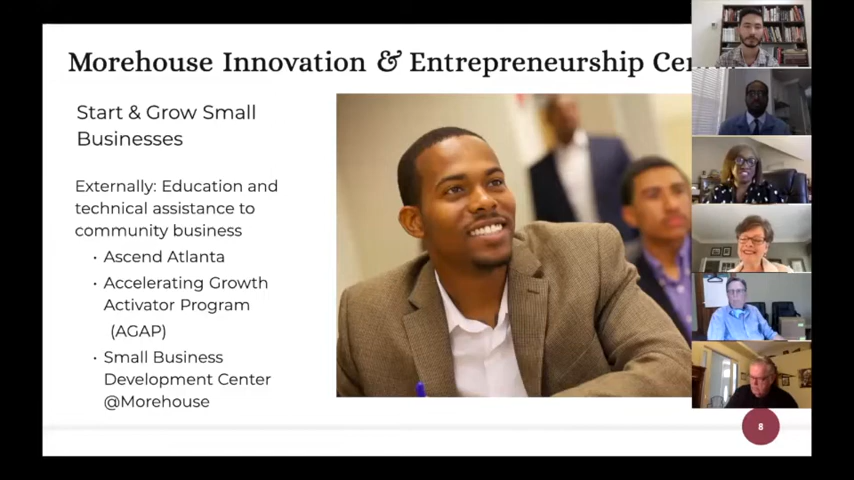 Morehouse Innovation & Entrepreneurship
Start & Grow Small
Businesses
Externally: Education and
technical assistance to
community business
• Ascend Atlanta
• Accelerating Growth
Activator Program
(AGAP)
• Small Business
Development Center
@Morehouse
8